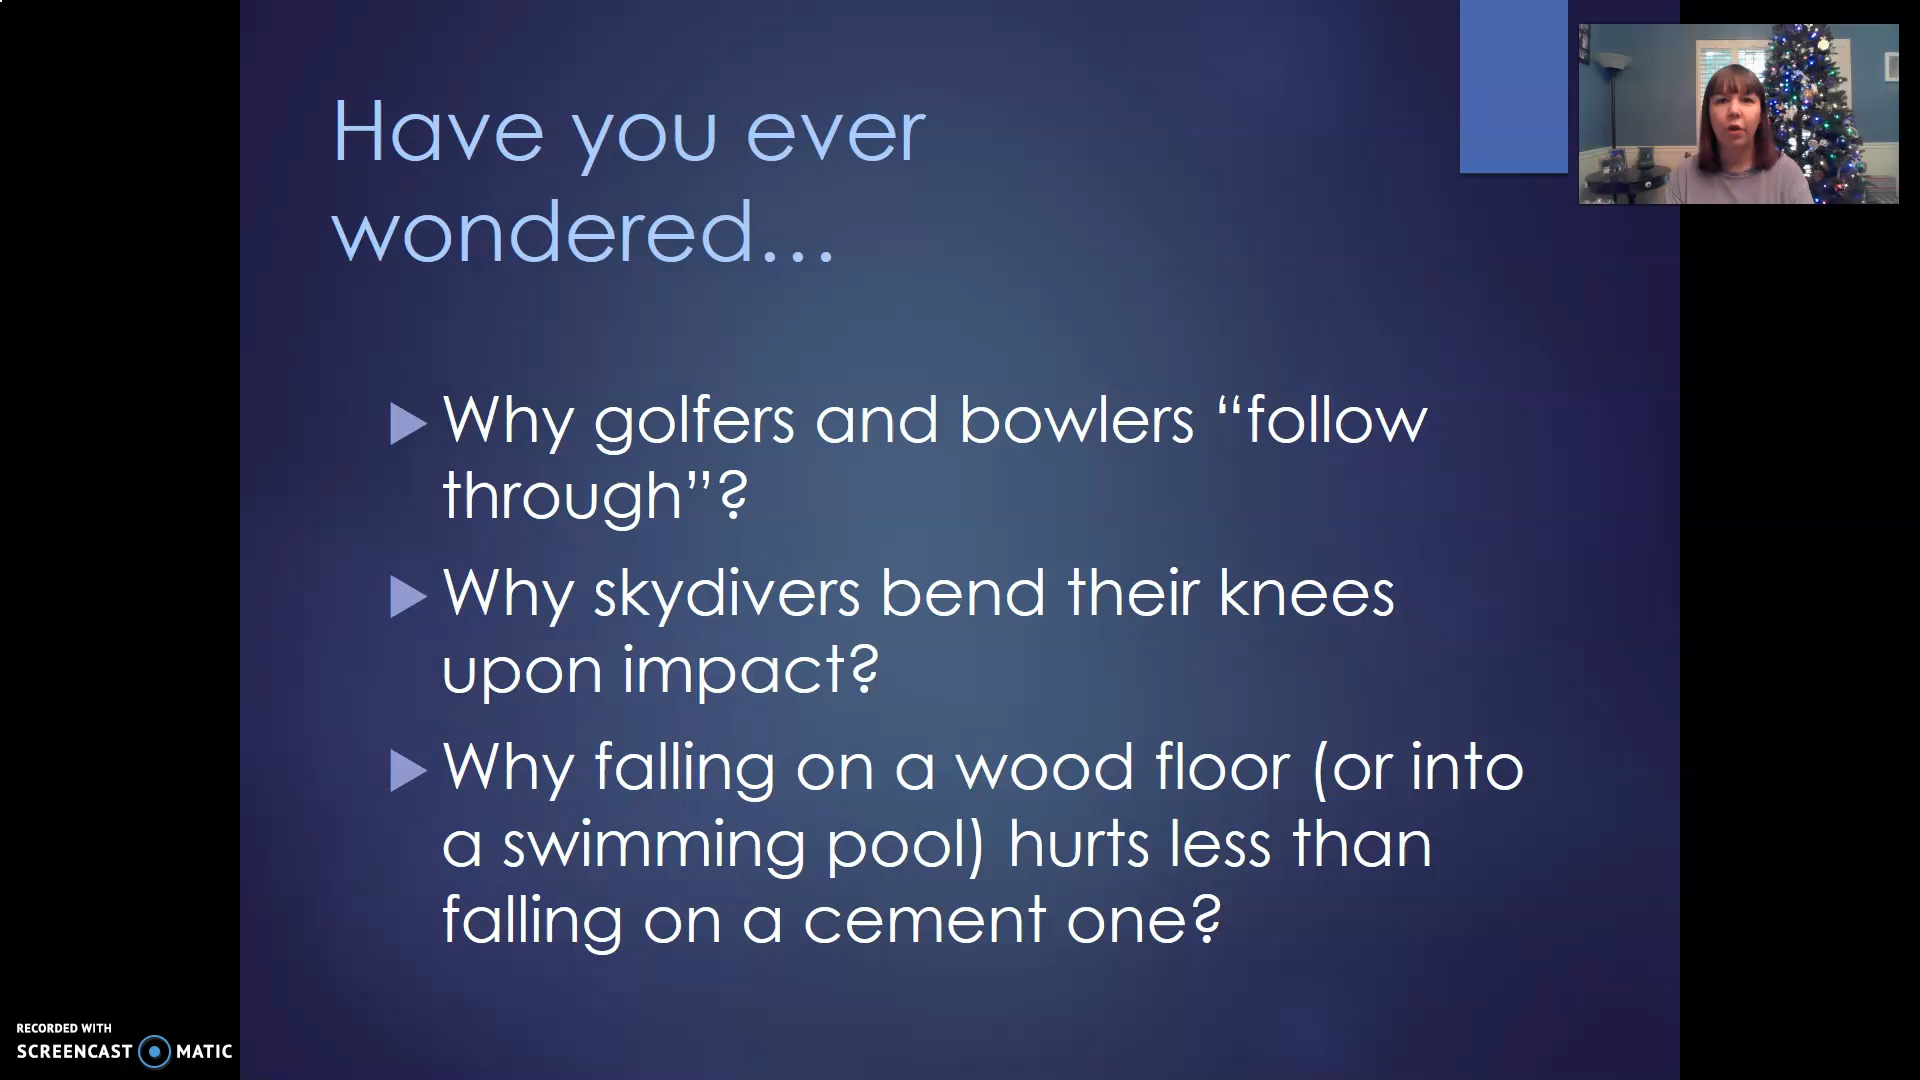 Have you ever
wondered...
Why golfers and bowlers “follow
through”?
Why skydivers bend their knees
upon impact?
Why falling on a wood floor (or into
a swimming pool) hurts less than
falling on a cement one?
RECORDED WITH
SCREENCAST MATIC